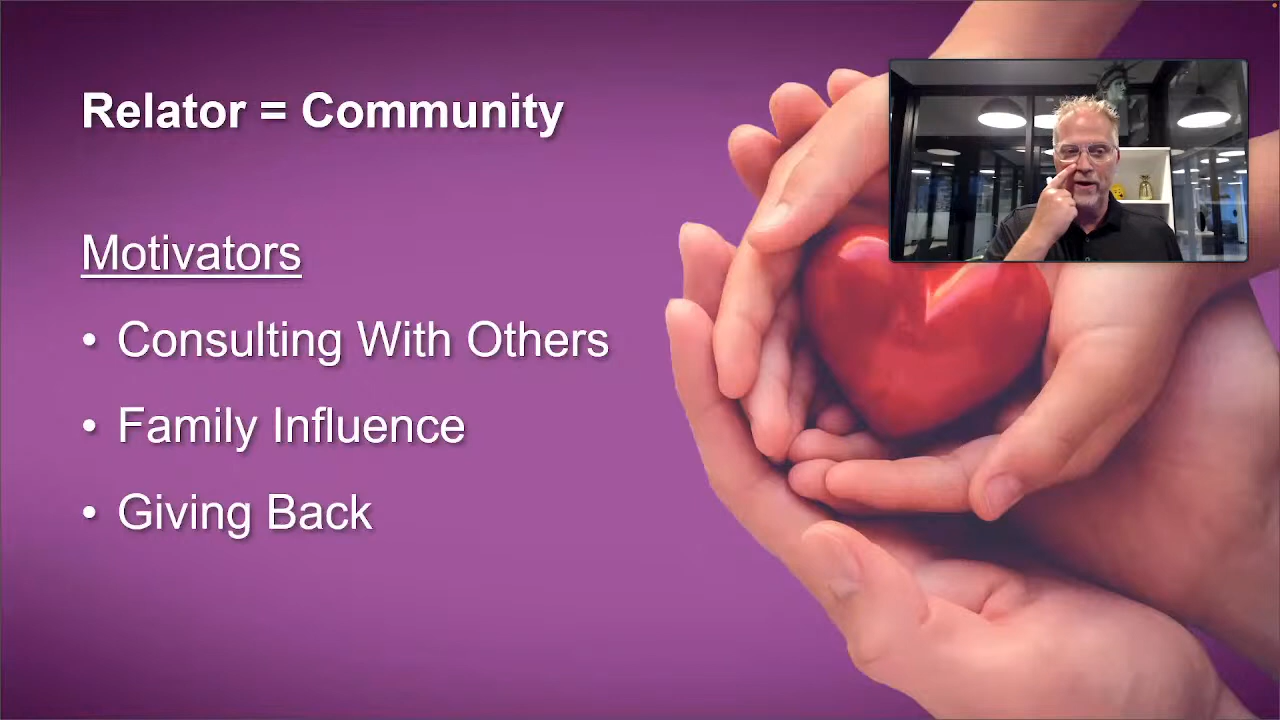 Relator = Community
Motivators
• Consulting With Others
• Family Influence
• Giving Back